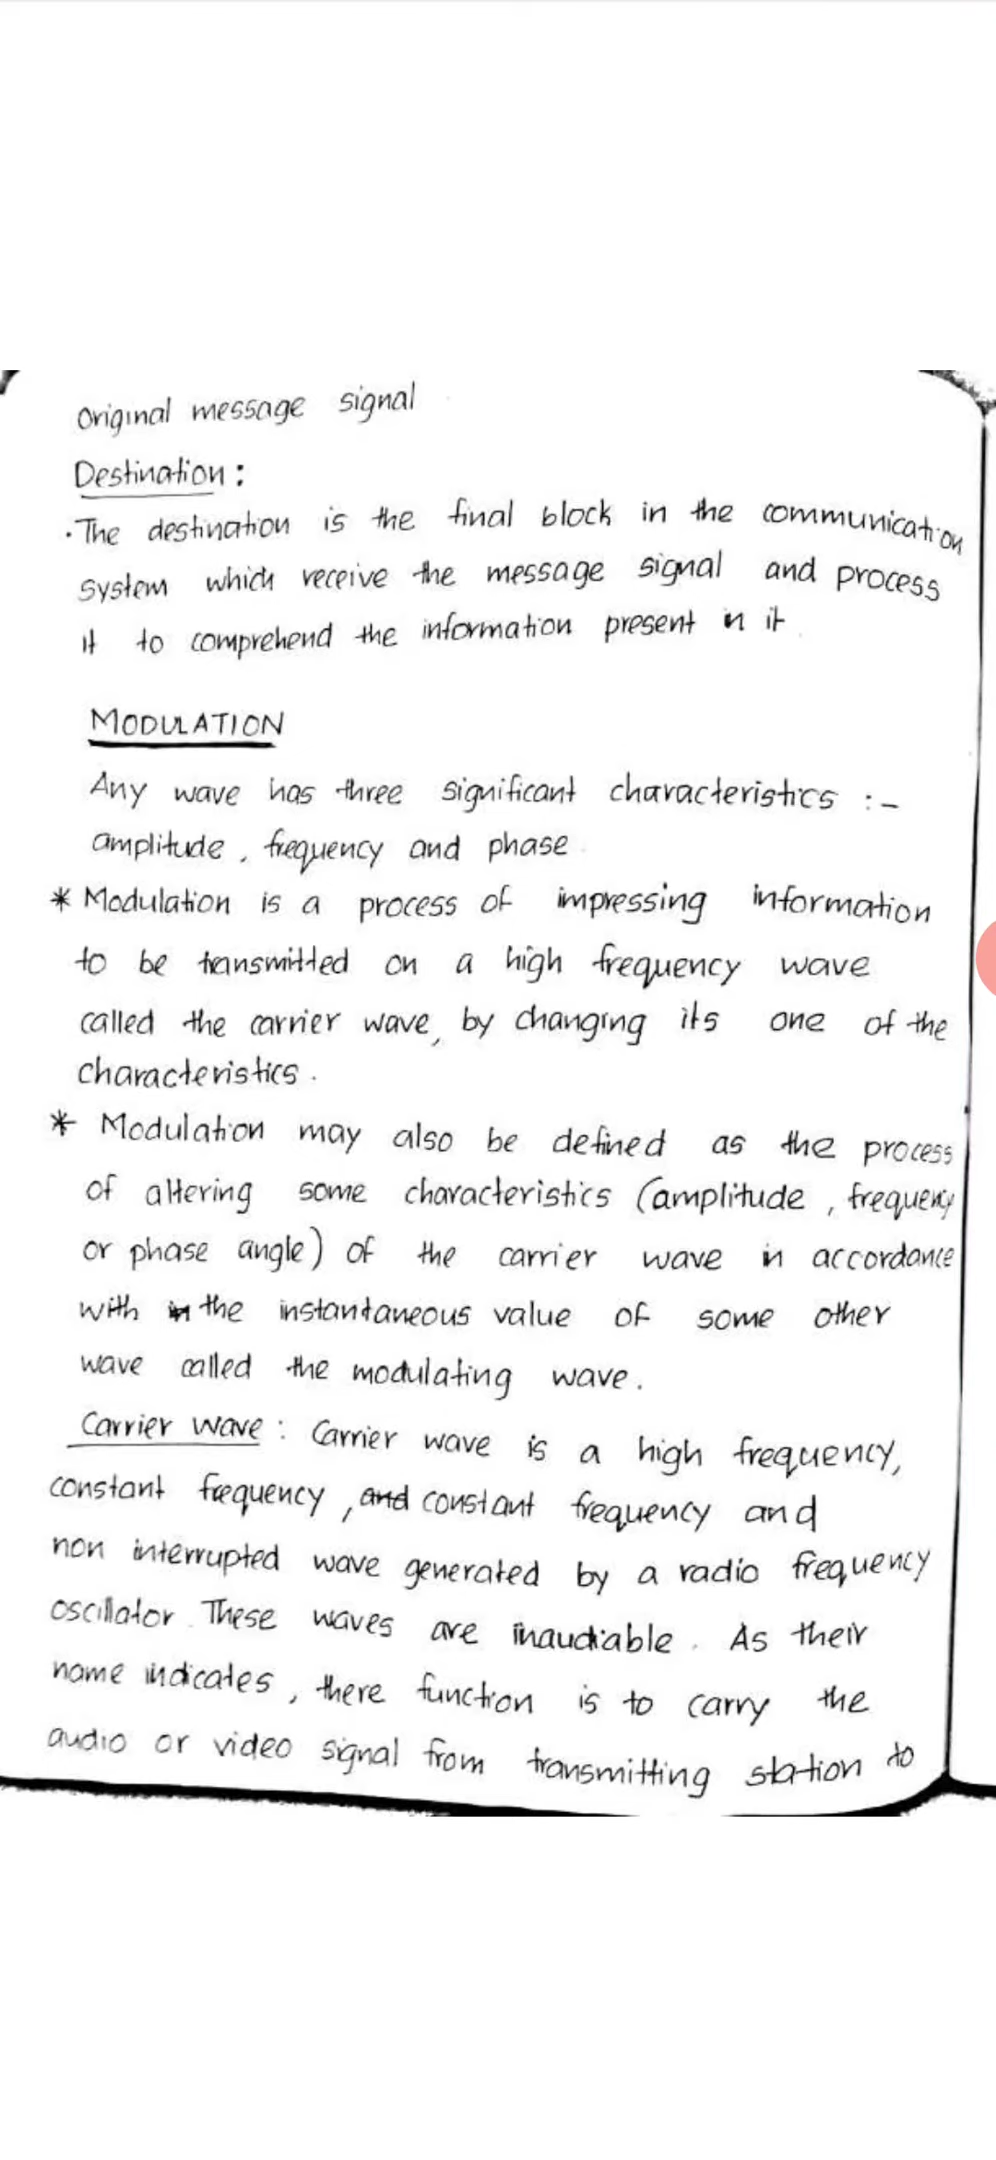 original message signal
Destination :
· The destination is the final block in the communication
system which receive the message signal and process
it to comprehend the information present in it
MODULATION
Any wave has three significant characteristics :-
amplitude , frequency and phase
* Modulation is a process of impressing information
to be transmitted on a high frequency wave
called the carrier wave, by changing its one of the
characteristics .
* Modulation may also be defined as the process
of altering some characteristics (amplitude , frequency
or phase angle) of the carrier wave in accordance
with in the instantaneous value of some other
wave called the modulating wave .
Carrier wave : Carrier wave is a high frequency,
constant frequency , and constant frequency and
non interrupted wave generated by a radio frequency
oscillator . These waves are inaudiable . As their
name indicates , there function is to carry the
audio or video signal from transmitting station to